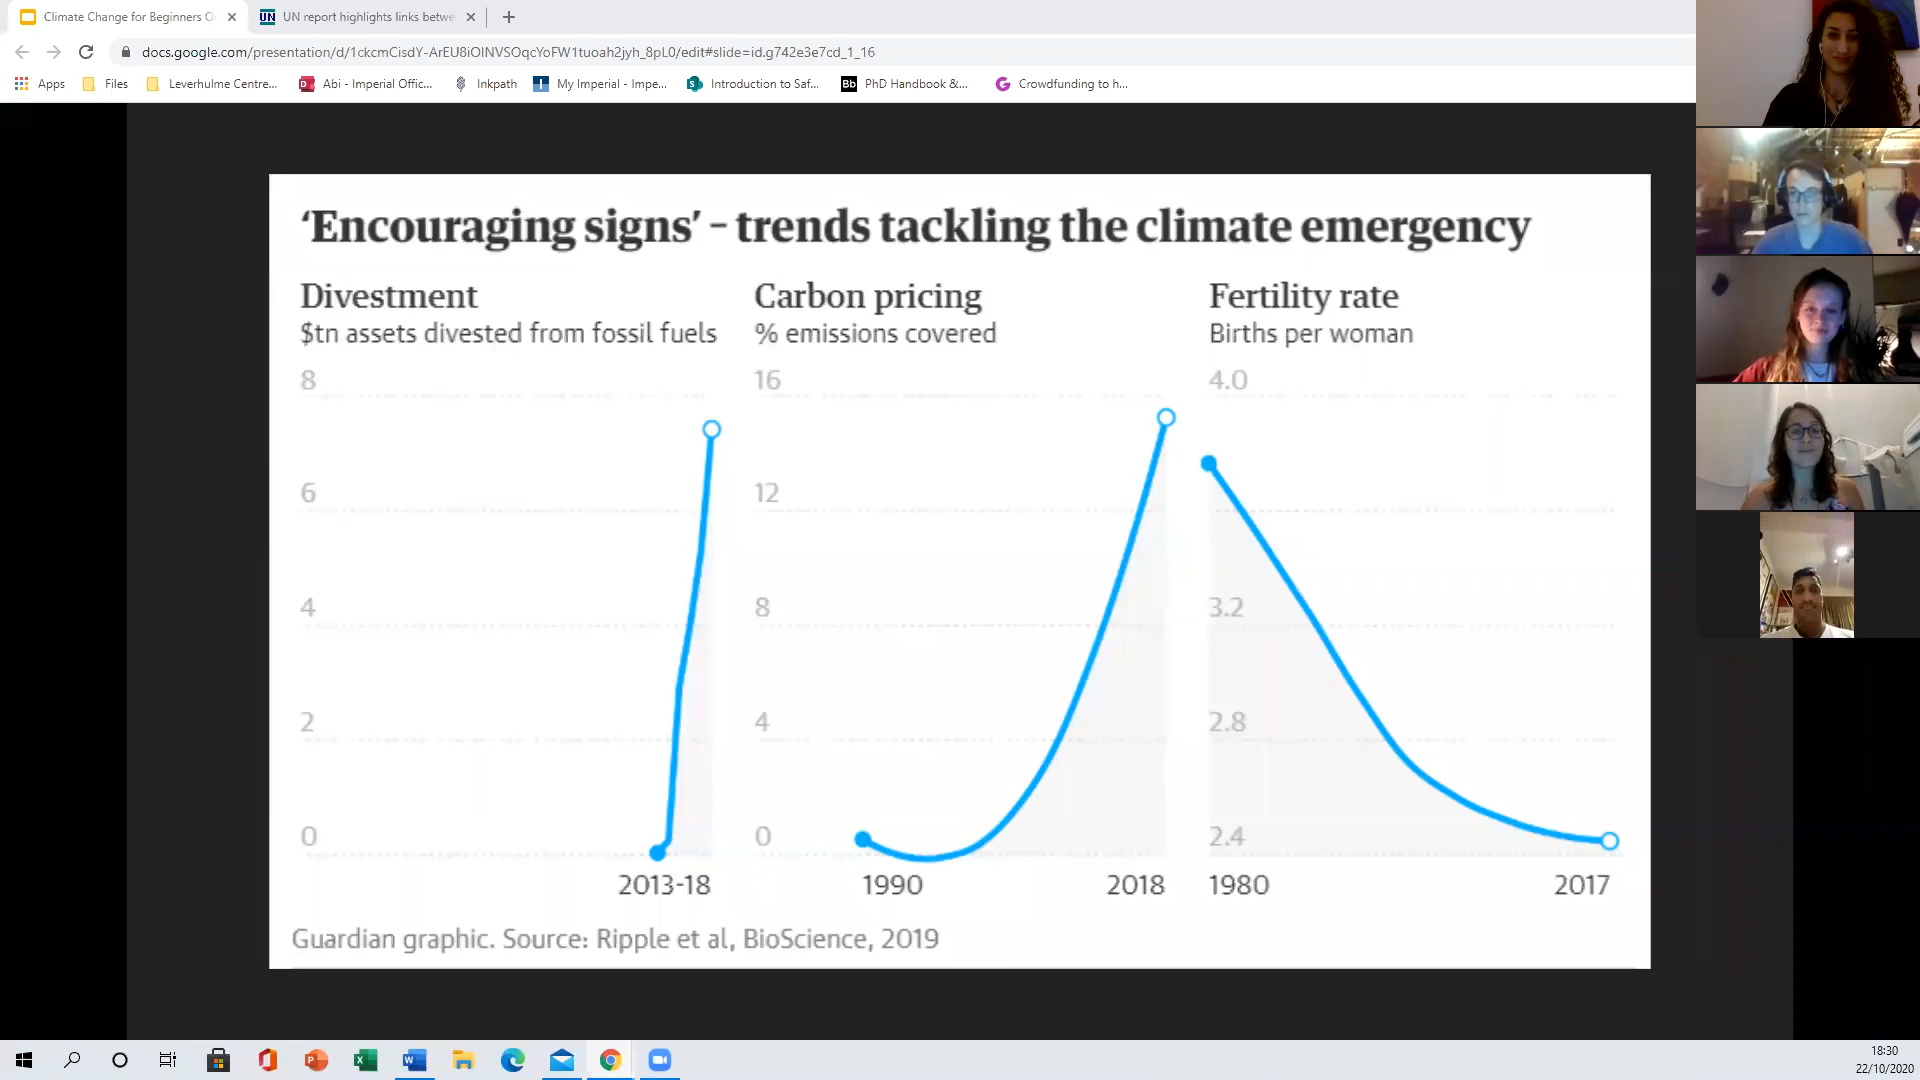 Climate Change for Beginners O
UN report highlights links betwe
docs.google.com/presentation/d/1ckcmCisdY-ArEU8iOINVSOqcYoFW1tuoah2jyh_8pL0/edit#slide=id.g742e3e7cd_1_16
Apps Files Leverhulme Centre... Abi - Imperial Offic... Inkpath My Imperial - Impe... Introduction to Saf... Bb PhD Handbook &... Crowdfunding to h...
‘Encouraging signs’ – trends tackling the climate emergency
Divestment
$tn assets divested from fossil fuels
8
6
4
2
0
2013-18
Carbon pricing
% emissions covered
16
12
8
4
0
1990 2018
Fertility rate
Births per woman
4.0
3.2
2.8
2.4
1980 2017
Guardian graphic. Source: Ripple et al, BioScience, 2019
18:30
22/10/2020